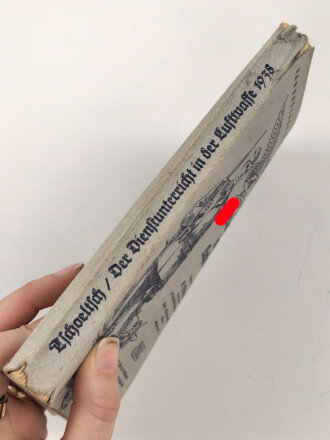 Tschoeltsch / Der Dienstunterricht in der Luftwaffe 1938